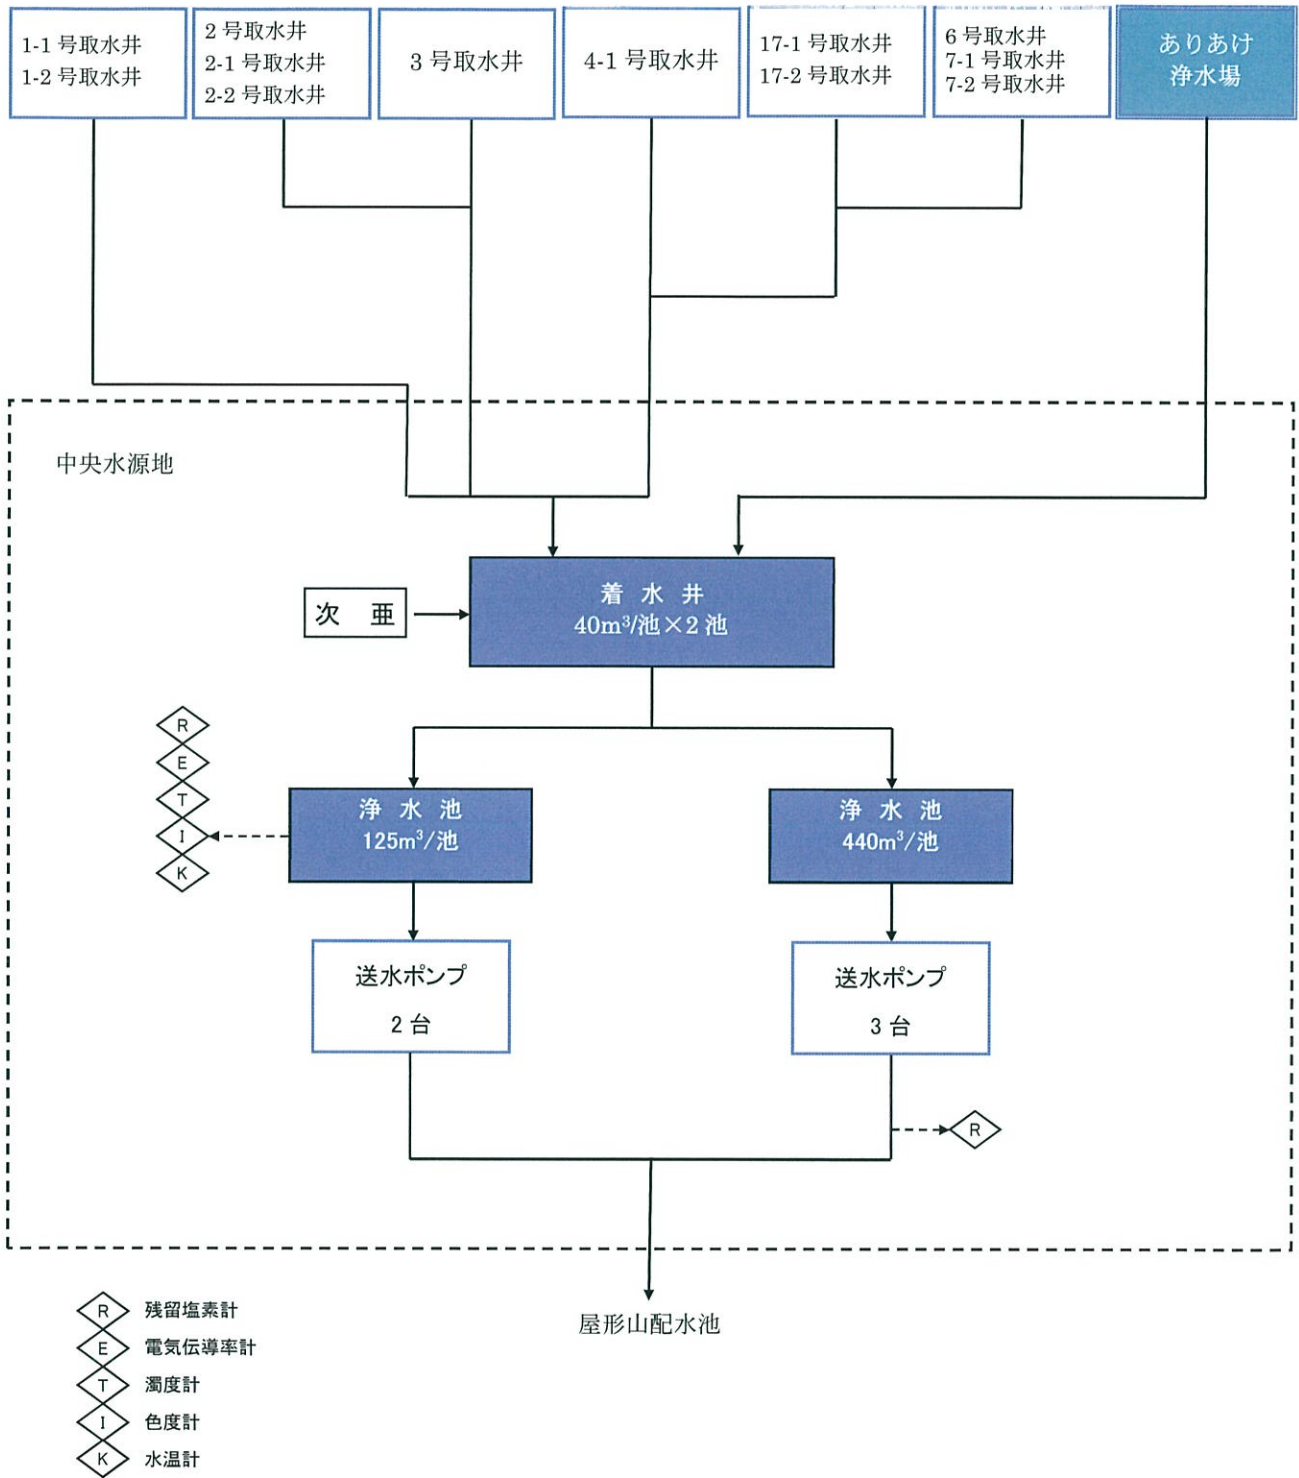 1-1 号取水井
1-2 号取水井
2 号取水井
2-1 号取水井
2-2 号取水井
3 号取水井
4-1 号取水井
17-1 号取水井
17-2 号取水井
6 号取水井
7-1 号取水井
7-2 号取水井
ありあけ
浄水場
中央水源地
着 水 井
40m³/池×2 池
次 亜
R
E
T
I
K
浄 水 池
125m³/池
浄 水 池
440m³/池
送水ポンプ
2 台
送水ポンプ
3 台
R
屋形山配水池
R 残留塩素計
E 電気伝導率計
T 濁度計
I 色度計
K 水温計